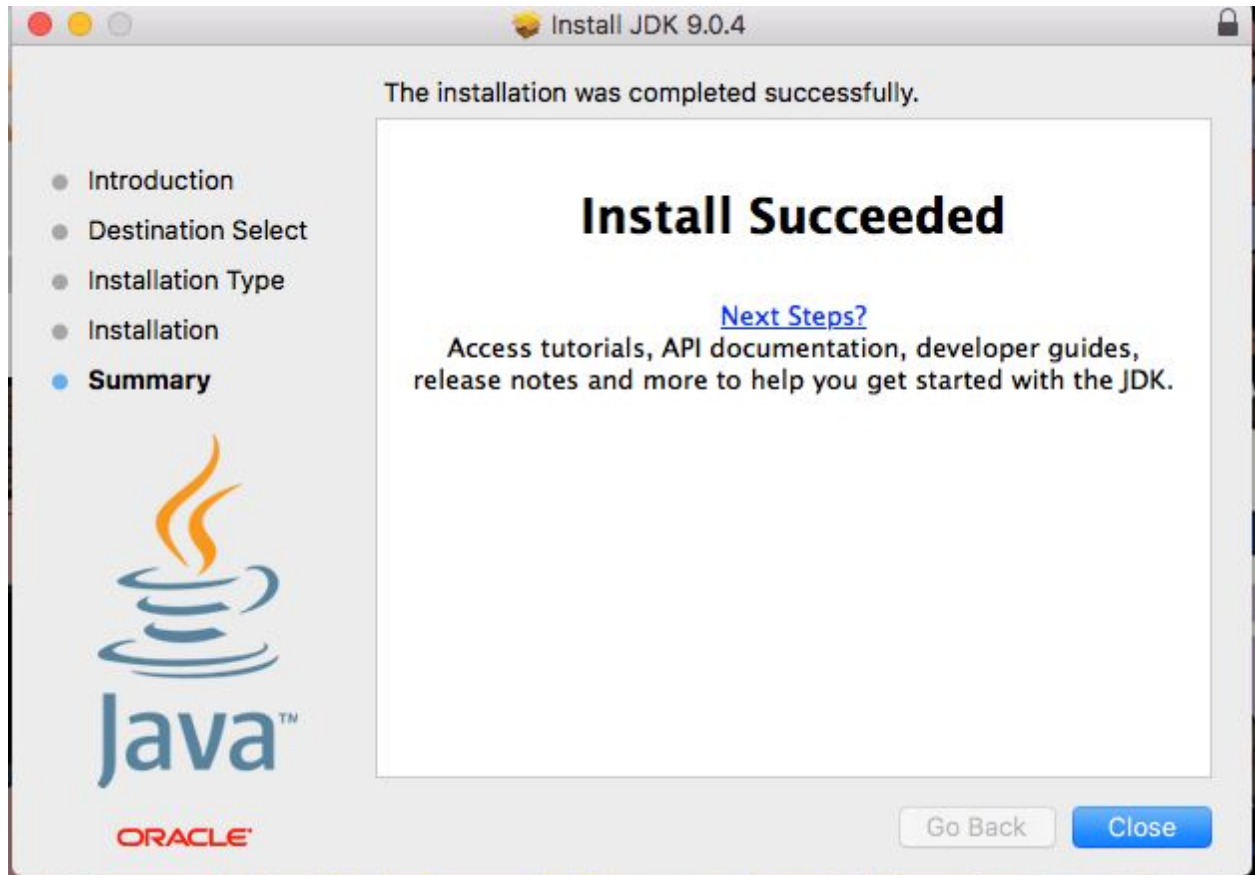 Install JDK 9.0.4
The installation was completed successfully.
Introduction
Destination Select
Installation Type
Installation
Summary
Install Succeeded
Next Steps?
Access tutorials, API documentation, developer guides,
release notes and more to help you get started with the JDK.
Java™
ORACLE®
Go Back
Close